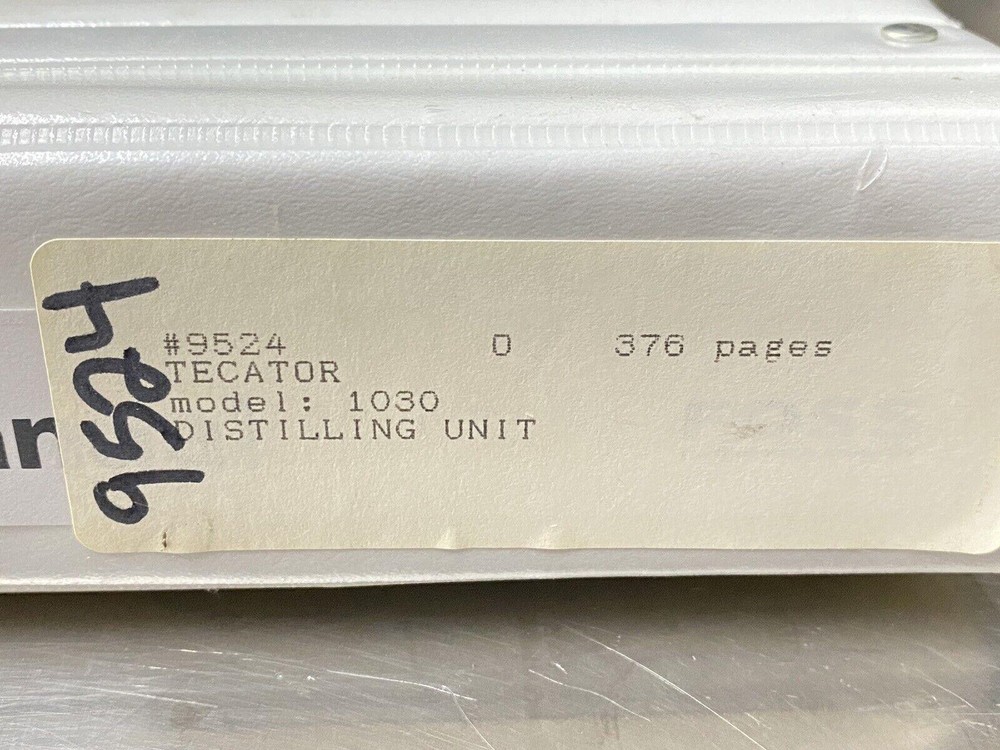 #9524 0 376 pages
TECATOR
model: 1030
DISTILLING UNIT
9524